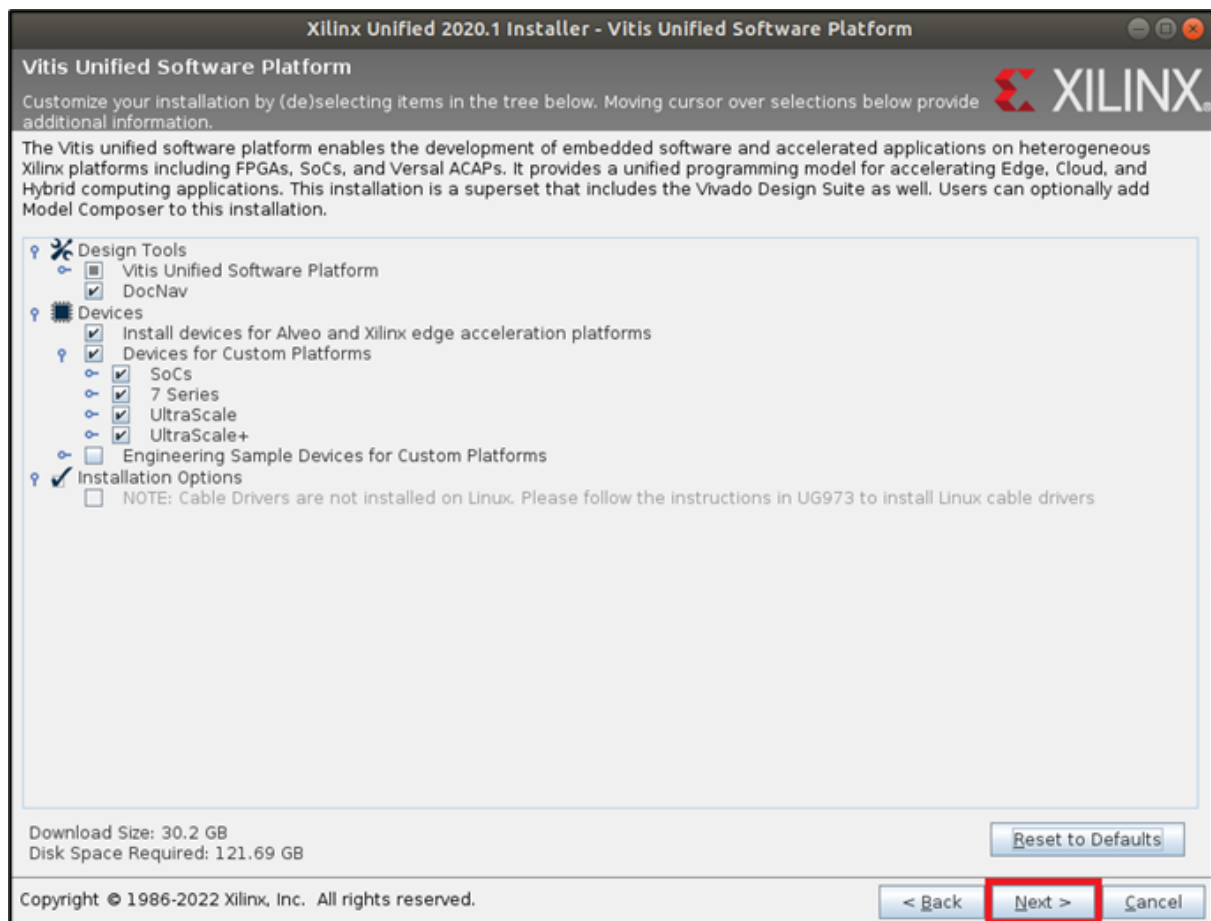 Xilinx Unified 2020.1 Installer - Vitis Unified Software Platform
Vitis Unified Software Platform
Customize your installation by (de)selecting items in the tree below. Moving cursor over selections below provide
additional information.
XILINX
The Vitis unified software platform enables the development of embedded software and accelerated applications on heterogeneous
Xilinx platforms including FPGAs, SoCs, and Versal ACAPs. It provides a unified programming model for accelerating Edge, Cloud, and
Hybrid computing applications. This installation is a superset that includes the Vivado Design Suite as well. Users can optionally add
Model Composer to this installation.
Design Tools
Vitis Unified Software Platform
DocNav
Devices
Install devices for Alveo and Xilinx edge acceleration platforms
Devices for Custom Platforms
SoCs
7 Series
UltraScale
UltraScale+
Engineering Sample Devices for Custom Platforms
Installation Options
NOTE: Cable Drivers are not installed on Linux. Please follow the instructions in UG973 to install Linux cable drivers
Download Size: 30.2 GB
Disk Space Required: 121.69 GB
Reset to Defaults
Copyright © 1986-2022 Xilinx, Inc. All rights reserved.
< Back
Next >
Cancel